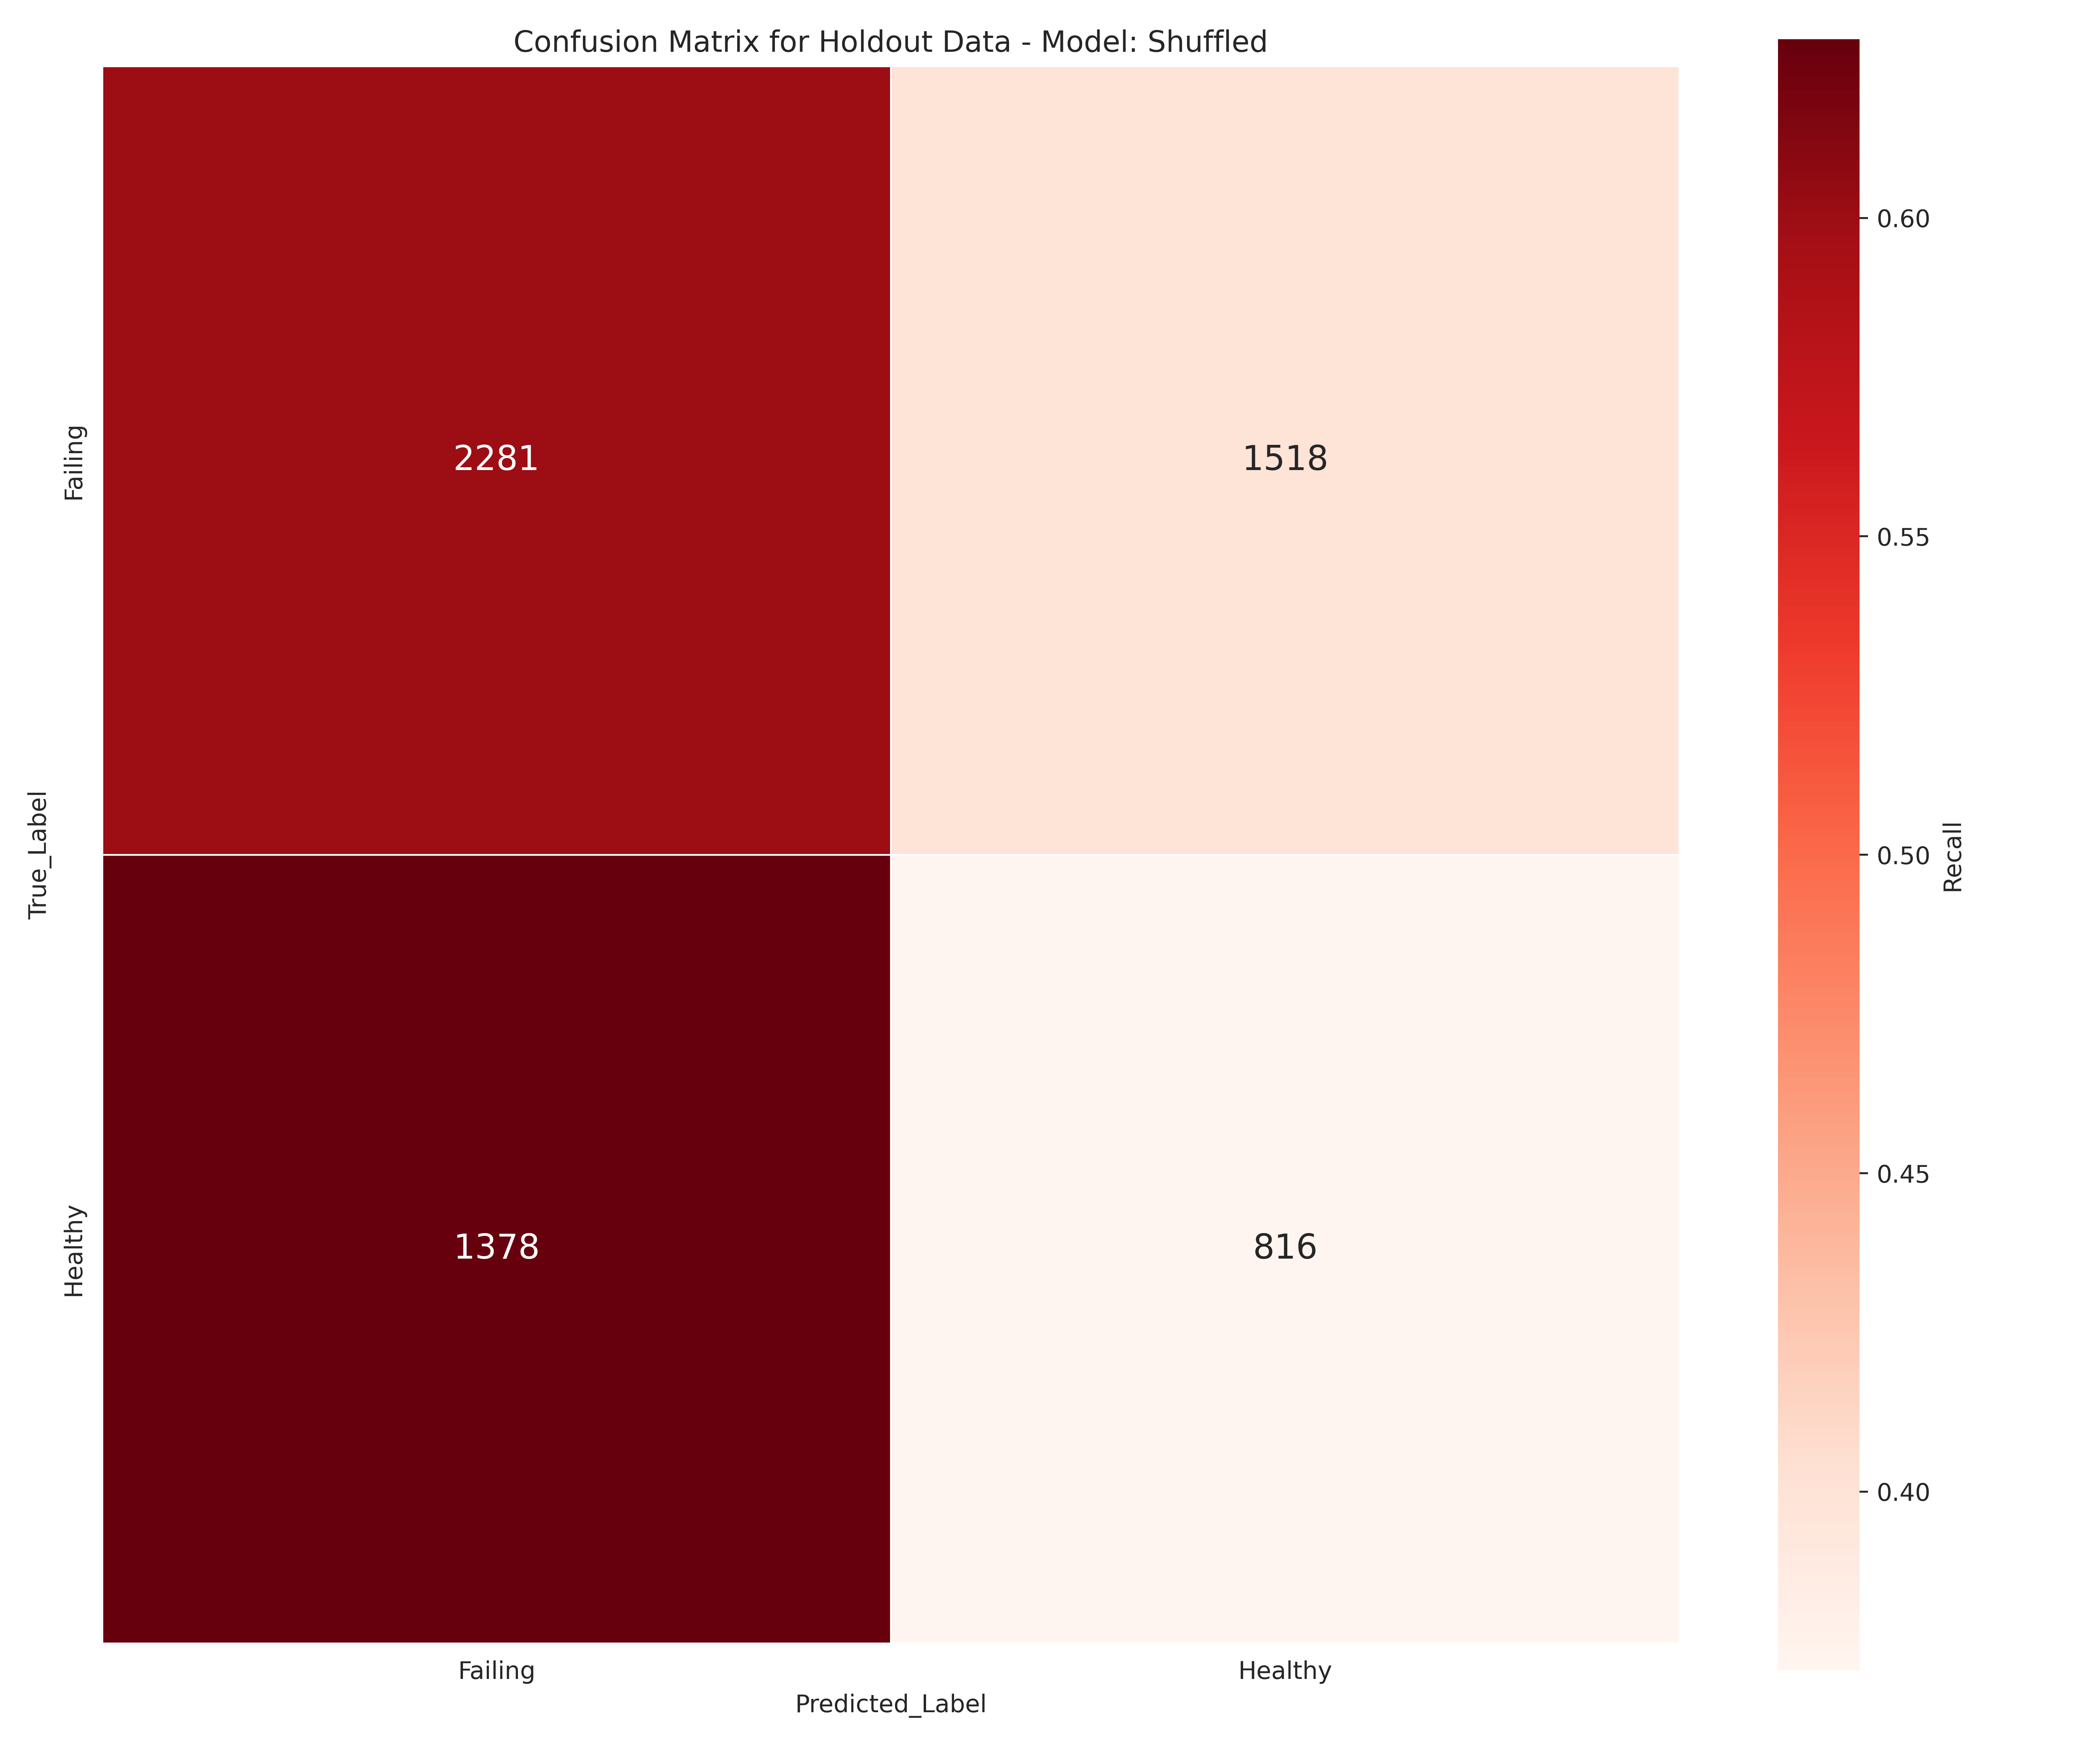 Confusion Matrix for Holdout Data - Model: Shuffled
True_Label
Failing
Healthy
2281
1518
1378
816
Failing
Healthy
Predicted_Label
0.60
0.55
0.50
0.45
0.40
Recall